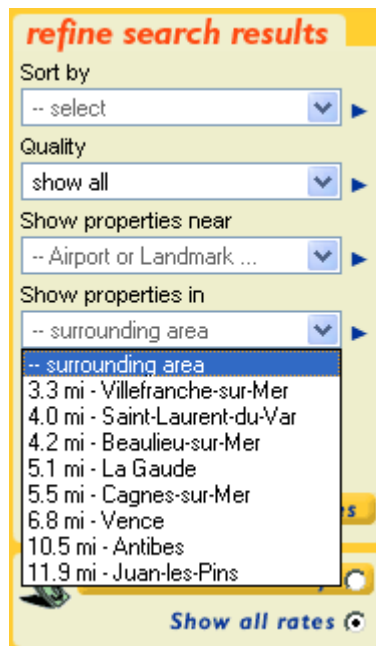 refine search results
Sort by
-- select
Quality
show all
Show properties near
-- Airport or Landmark ...
Show properties in
-- surrounding area
-- surrounding area
3.3 mi - Villefranche-sur-Mer
4.0 mi - Saint-Laurent-du-Var
4.2 mi - Beaulieu-sur-Mer
5.1 mi - La Gaude
5.5 mi - Cagnes-sur-Mer
6.8 mi - Vence
10.5 mi - Antibes
11.9 mi - Juan-les-Pins
Show all rates